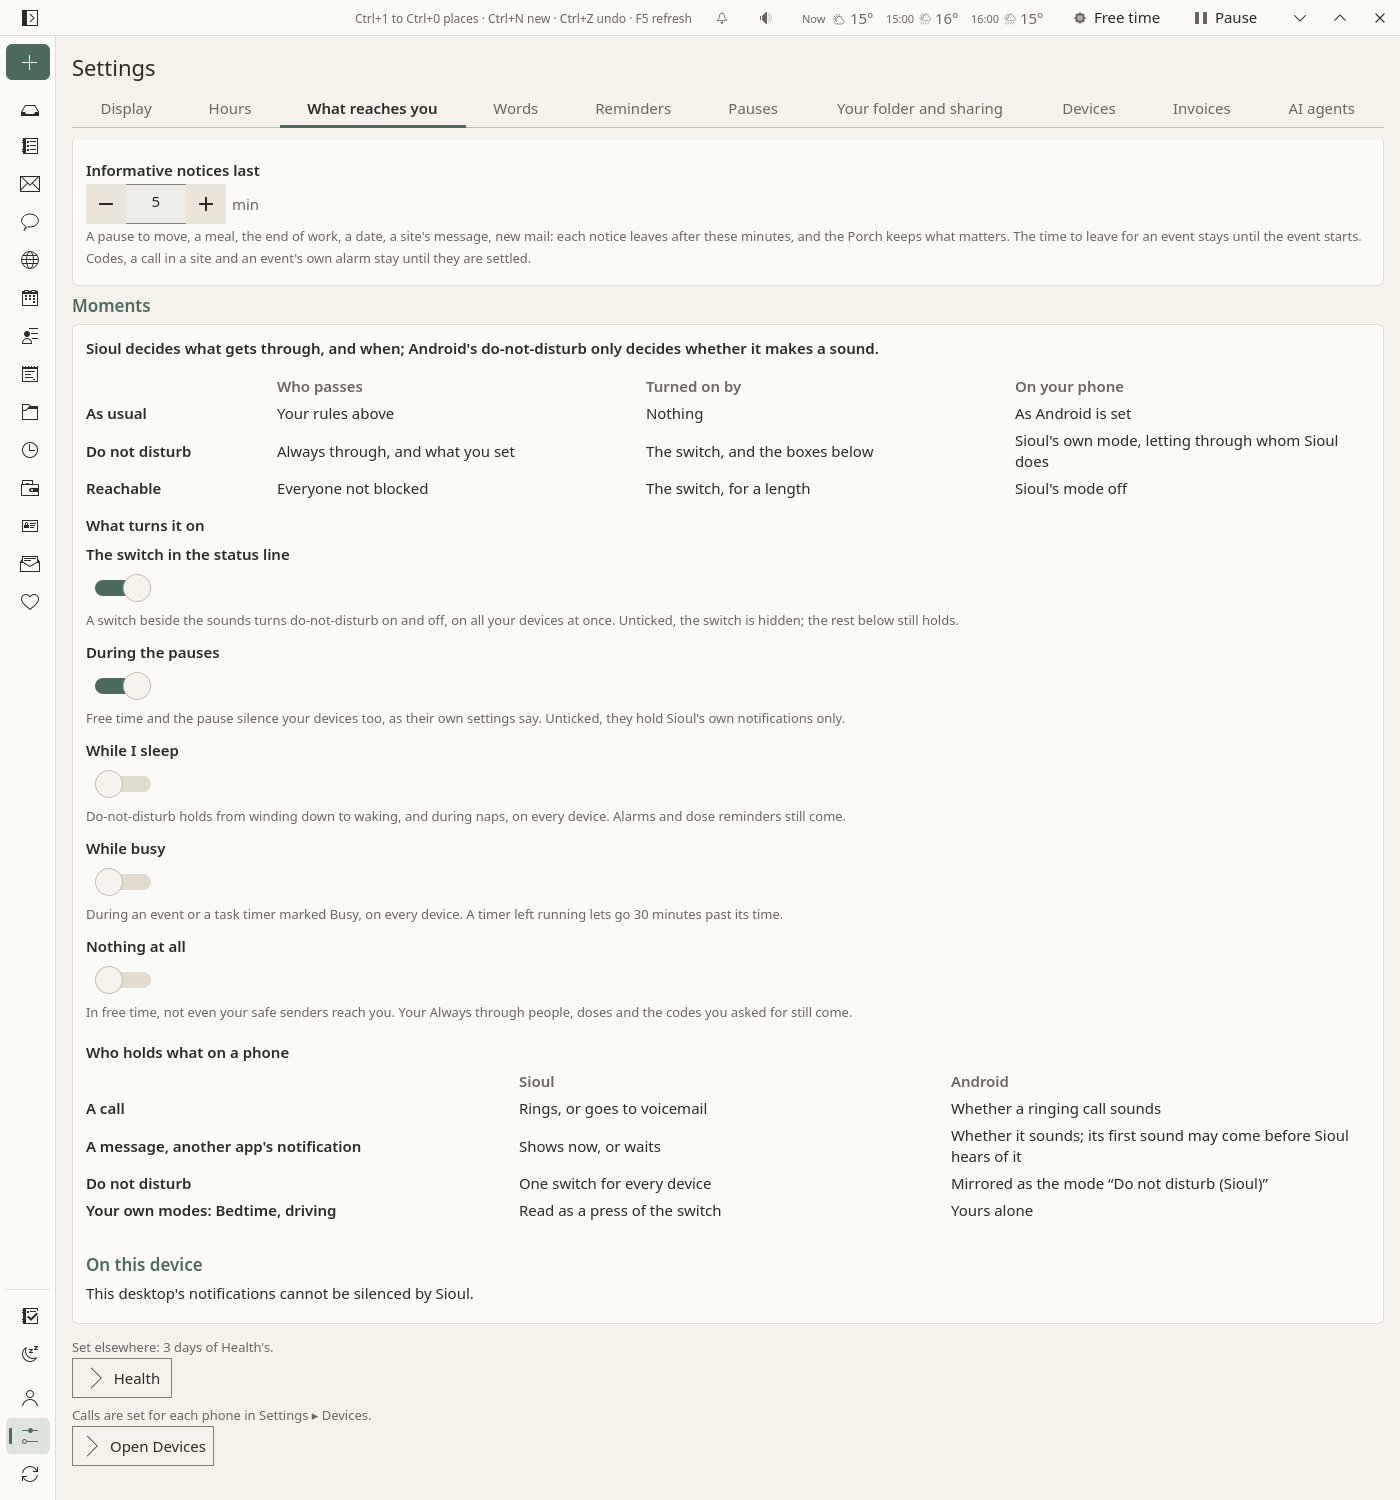 Ctrl+1 to Ctrl+0 places · Ctrl+N new · Ctrl+Z undo · F5 refresh
Now 15° 15:00 16° 16:00 15°
Free time
Pause
Settings
Display Hours What reaches you Words Reminders Pauses Your folder and sharing Devices Invoices AI agents
Informative notices last
5 min
A pause to move, a meal, the end of work, a date, a site's message, new mail: each notice leaves after these minutes, and the Porch keeps what matters. The time to leave for an event stays until the event starts.
Codes, a call in a site and an event's own alarm stay until they are settled.
Moments
Sioul decides what gets through, and when; Android's do-not-disturb only decides whether it makes a sound.
Who passes Turned on by On your phone
As usual Your rules above Nothing As Android is set
Do not disturb Always through, and what you set The switch, and the boxes below Sioul's own mode, letting through whom Sioul
does
Reachable Everyone not blocked The switch, for a length Sioul's mode off
What turns it on
The switch in the status line
A switch beside the sounds turns do-not-disturb on and off, on all your devices at once. Unticked, the switch is hidden; the rest below still holds.
During the pauses
Free time and the pause silence your devices too, as their own settings say. Unticked, they hold Sioul's own notifications only.
While I sleep
Do-not-disturb holds from winding down to waking, and during naps, on every device. Alarms and dose reminders still come.
While busy
During an event or a task timer marked Busy, on every device. A timer left running lets go 30 minutes past its time.
Nothing at all
In free time, not even your safe senders reach you. Your Always through people, doses and the codes you asked for still come.
Who holds what on a phone
Sioul Android
A call Rings, or goes to voicemail Whether a ringing call sounds
A message, another app's notification Shows now, or waits Whether it sounds; its first sound may come before Sioul
hears of it
Do not disturb One switch for every device Mirrored as the mode “Do not disturb (Sioul)”
Your own modes: Bedtime, driving Read as a press of the switch Yours alone
On this device
This desktop's notifications cannot be silenced by Sioul.
Set elsewhere: 3 days of Health's.
Health
Calls are set for each phone in Settings ▸ Devices.
Open Devices